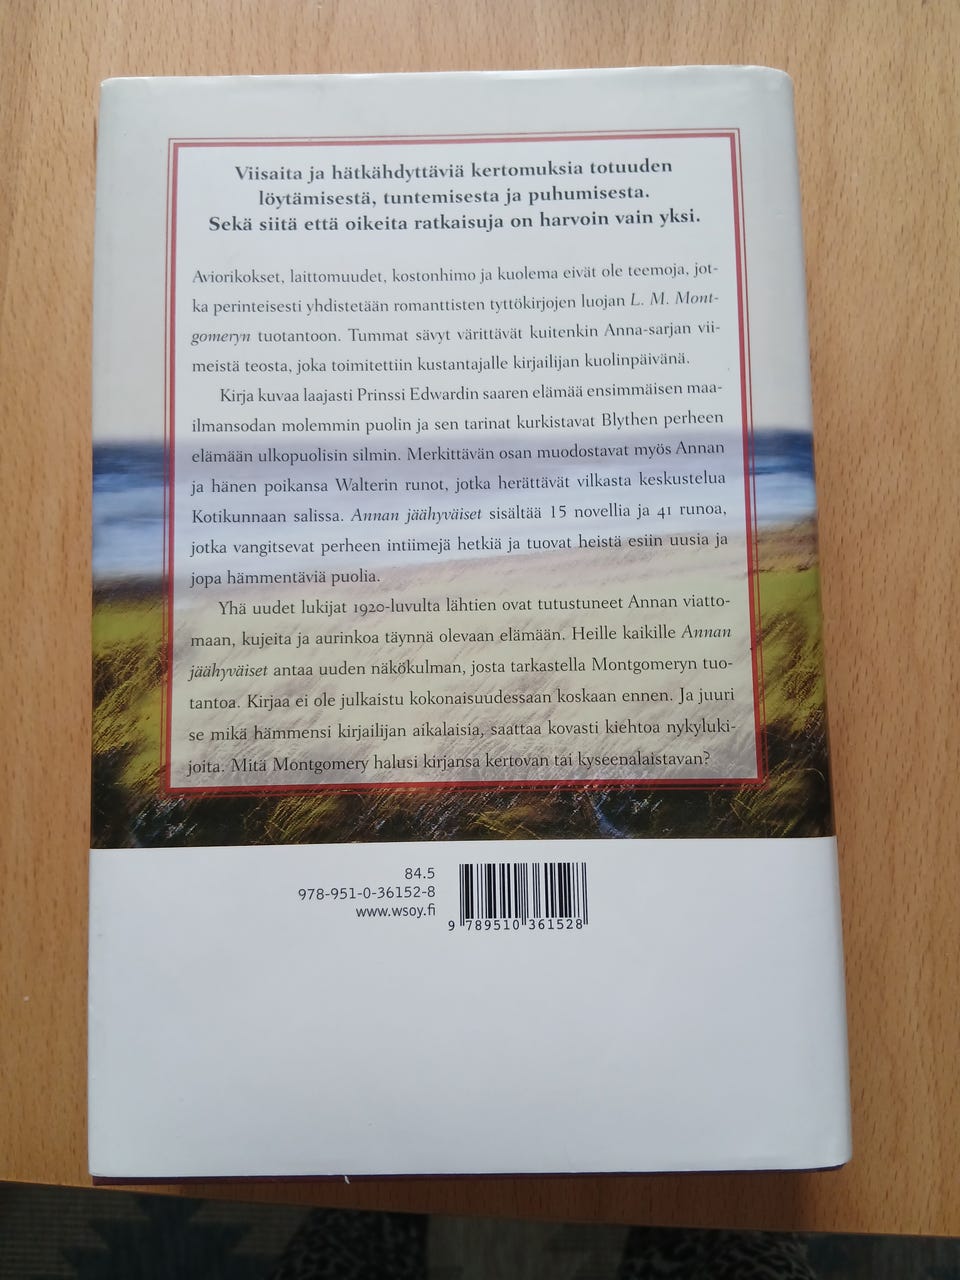 Viisaita ja hätkähdyttäviä kertomuksia totuuden
löytämisestä, tuntemisesta ja puhumisesta.
Sekä siitä että oikeita ratkaisuja on harvoin vain yksi.
Aviorikokset, laittomuudet, kostonhimo ja kuolema eivät ole teemoja, jot-
ka perinteisesti yhdistetään romanttisten tyttökirjojen luojan L. M. Mont-
gomeryn tuotantoon. Tummat sävyt värittävät kuitenkin Anna-sarjan vii-
meistä teosta, joka toimitettiin kustantajalle kirjailijan kuolinpäivänä.
Kirja kuvaa laajasti Prinssi Edwardin saaren elämää ensimmäisen maa-
ilmansodan molemmin puolin ja sen tarinat kurkistavat Blythen perheen
elämään ulkopuolisin silmin. Merkittävän osan muodostavat myös Annan
ja hänen poikansa Walterin runot, jotka herättävät vilkasta keskustelua
Kotikunnaan salissa. Annan jäähyväiset sisältää 15 novellia ja 41 runoa,
jotka vangitsevat perheen intiimejä hetkiä ja tuovat heistä esiin uusia ja
jopa hämmentäviä puolia.
Yhä uudet lukijat 1920-luvulta lähtien ovat tutustuneet Annan viatto-
maan, kujeita ja aurinkoa täynnä olevaan elämään. Heille kaikille Annan
jäähyväiset antaa uuden näkökulman, josta tarkastella Montgomeryn tuo-
tantoa. Kirjaa ei ole julkaistu kokonaisuudessaan koskaan ennen. Ja juuri
se mikä hämmensi kirjailijan aikalaisia, saattaa kovasti kiehtoa nykyluki-
joita. Mitä Montgomery halusi kirjansa kertovan tai kyseenalaistavan?
84.5
978-951-0-36152-8
www.wsoy.fi
9 789510 361528